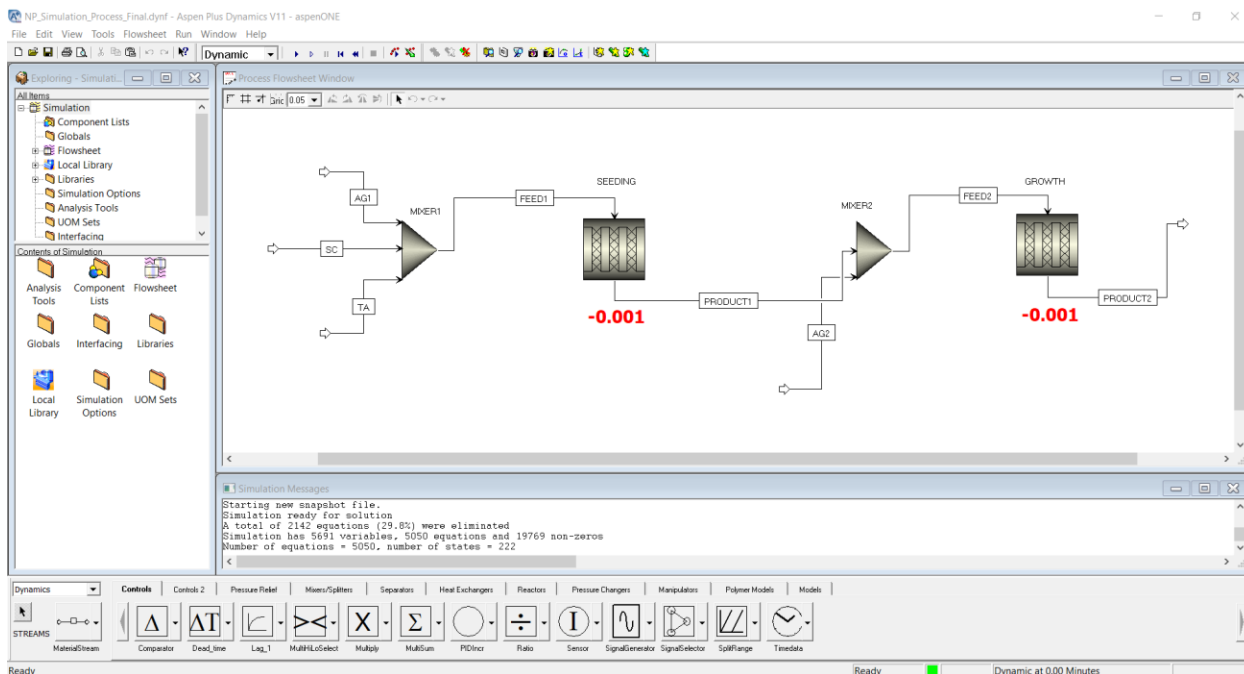 NP_Simulation_Process_Final.dynf - Aspen Plus Dynamics V11 - aspenONE
File Edit View Tools Flowsheet Run Window Help
Dynamic
Exploring - Simulati...
All Items
Simulation
Component Lists
Globals
Flowsheet
Local Library
Libraries
Simulation Options
Analysis Tools
UOM Sets
Interfacing
Contents of Simulation
Analysis Tools
Component Lists
Flowsheet
Globals
Interfacing
Libraries
Local Library
Simulation Options
UOM Sets
Process Flowsheet Window
0.05
AG1
SC
TA
MIXER1
FEED1
SEEDING
-0.001
PRODUCT1
MIXER2
AG2
FEED2
GROWTH
-0.001
PRODUCT2
Simulation Messages
Starting new snapshot file.
Simulation ready for solution
A total of 2142 equations (29.8%) were eliminated
Simulation has 5691 variables, 5050 equations and 19769 non-zeros
Number of equations = 5050, number of states = 222
Dynamics
Controls Controls 2 Pressure Relief Mixers/Splitters Separators Heat Exchangers Reactors Pressure Changers Manipulators Polymer Models Models
STREAMS
Δ ΔT >< X Σ ÷ I
MaterialStream Comparator Dead_time Lag_1 MultiHiLoSelect Multiply MultiSum PIDIncr Ratio Sensor SignalGenerator SignalSelector SplitRange Timedata
Ready
Ready
Dynamic at 0.00 Minutes